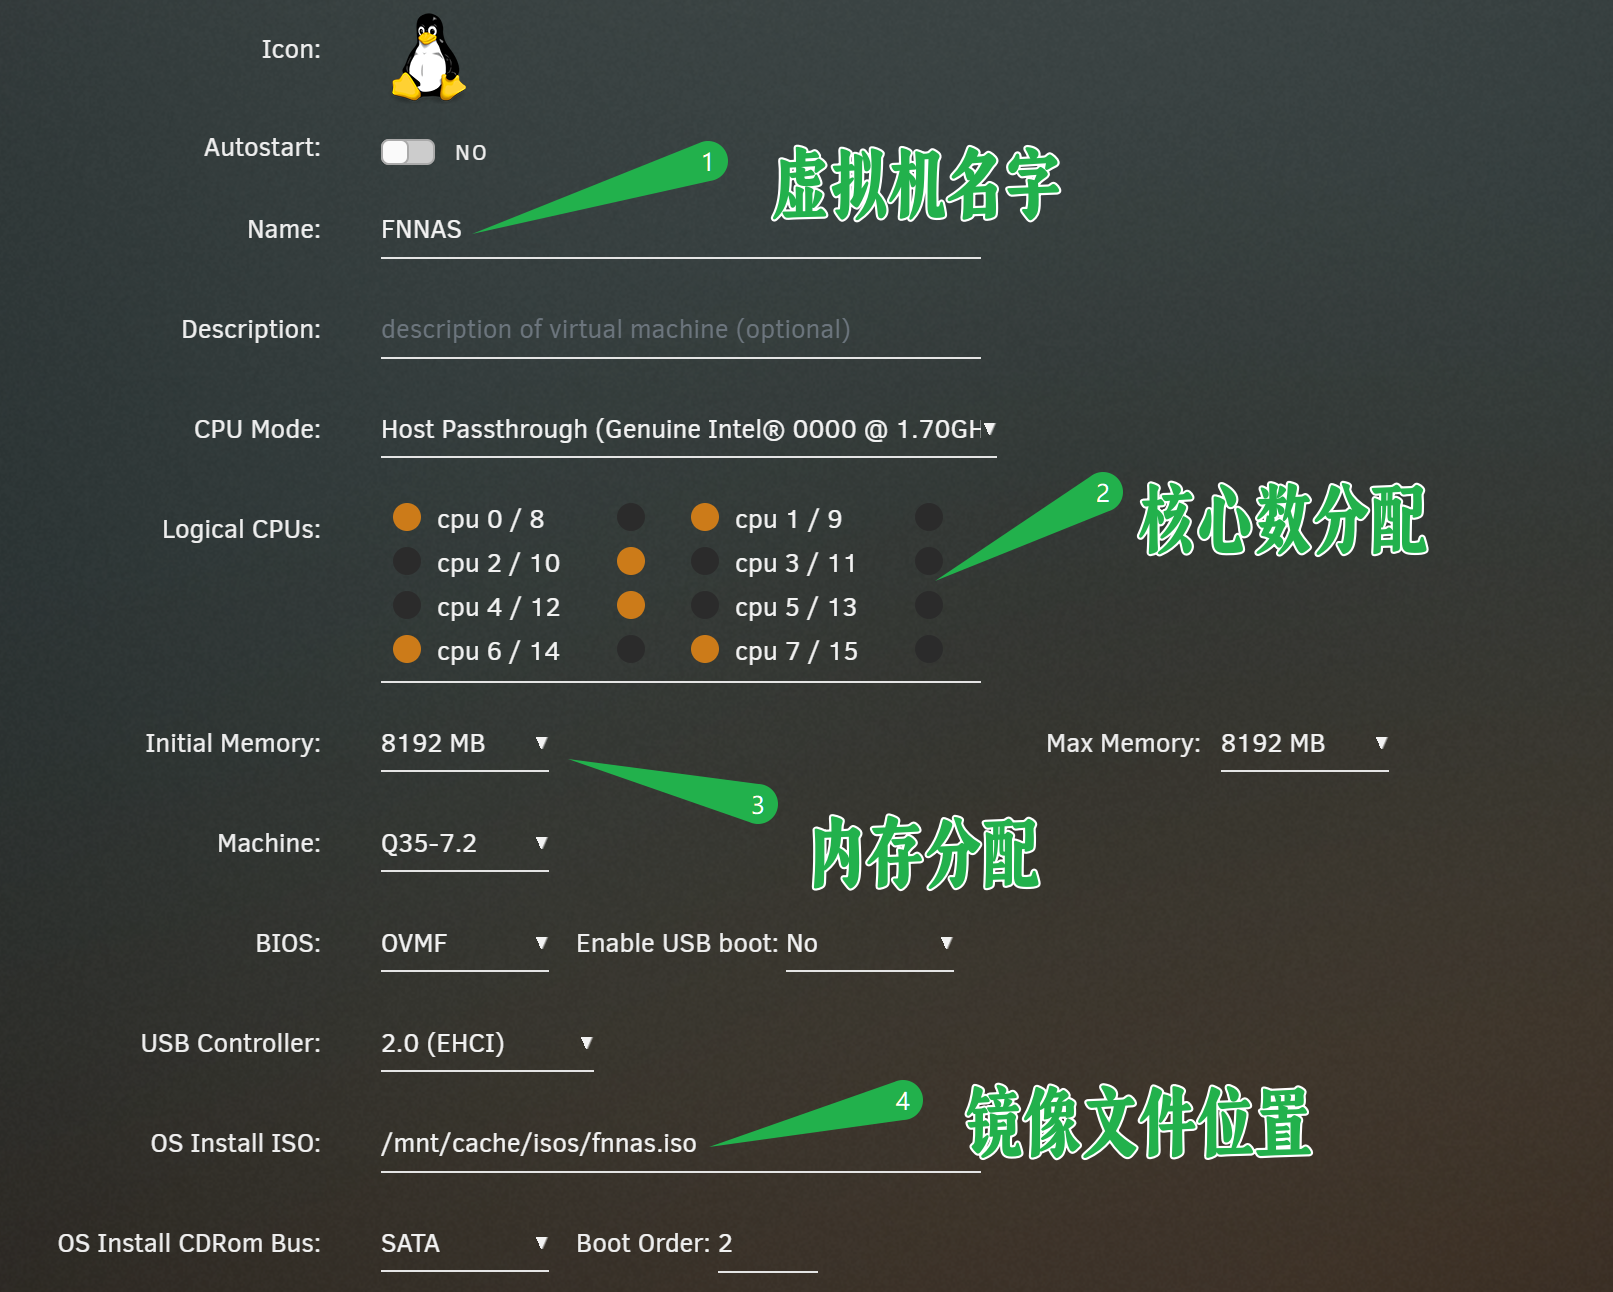 Icon:
Autostart: NO
1 虚拟机名字
Name: FNNAS
Description: description of virtual machine (optional)
CPU Mode: Host Passthrough (Genuine Intel® 0000 @ 1.70GH
2 核心数分配
Logical CPUs: cpu 0 / 8 cpu 1 / 9
cpu 2 / 10 cpu 3 / 11
cpu 4 / 12 cpu 5 / 13
cpu 6 / 14 cpu 7 / 15
Initial Memory: 8192 MB Max Memory: 8192 MB
3 内存分配
Machine: Q35-7.2
BIOS: OVMF Enable USB boot: No
USB Controller: 2.0 (EHCI)
4 镜像文件位置
OS Install ISO: /mnt/cache/isos/fnnas.iso
OS Install CDRom Bus: SATA Boot Order: 2